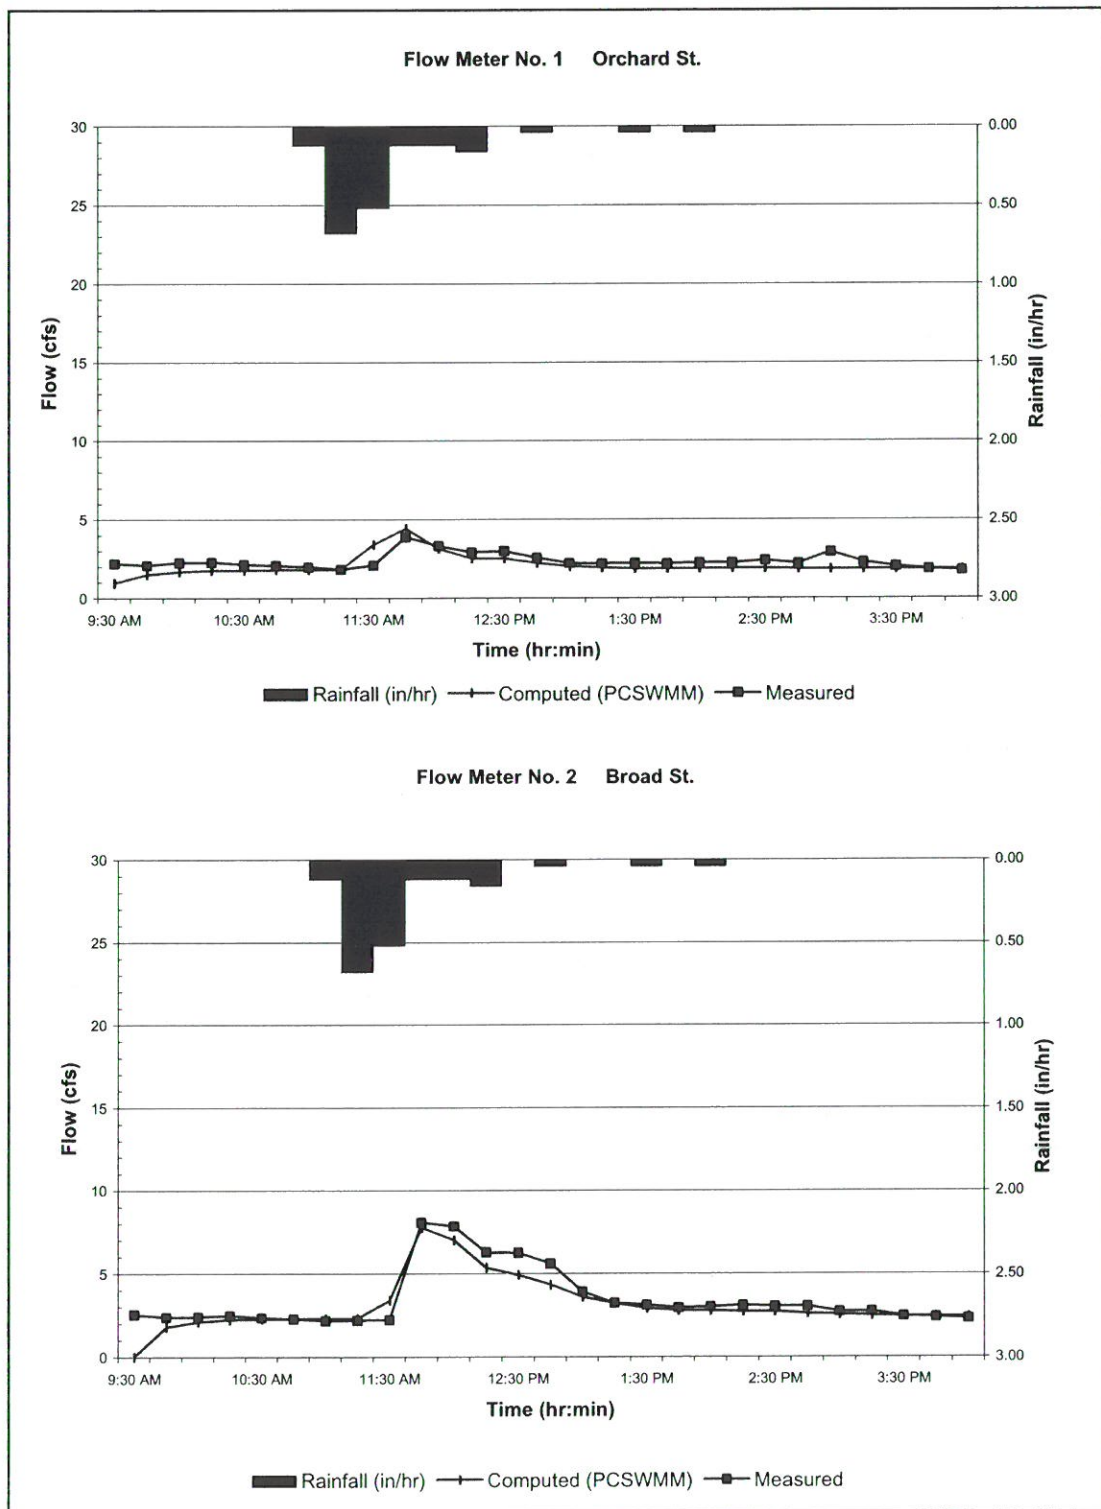 Flow Meter No. 1 Orchard St.
30
25
20
15
10
5
0
Flow (cfs)
0.00
0.50
1.00
1.50
2.00
2.50
3.00
Rainfall (in/hr)
9:30 AM 10:30 AM 11:30 AM 12:30 PM 1:30 PM 2:30 PM 3:30 PM
Time (hr:min)
Rainfall (in/hr) Computed (PCSWMM) Measured
Flow Meter No. 2 Broad St.
30
25
20
15
10
5
0
Flow (cfs)
0.00
0.50
1.00
1.50
2.00
2.50
3.00
Rainfall (in/hr)
9:30 AM 10:30 AM 11:30 AM 12:30 PM 1:30 PM 2:30 PM 3:30 PM
Time (hr:min)
Rainfall (in/hr) Computed (PCSWMM) Measured